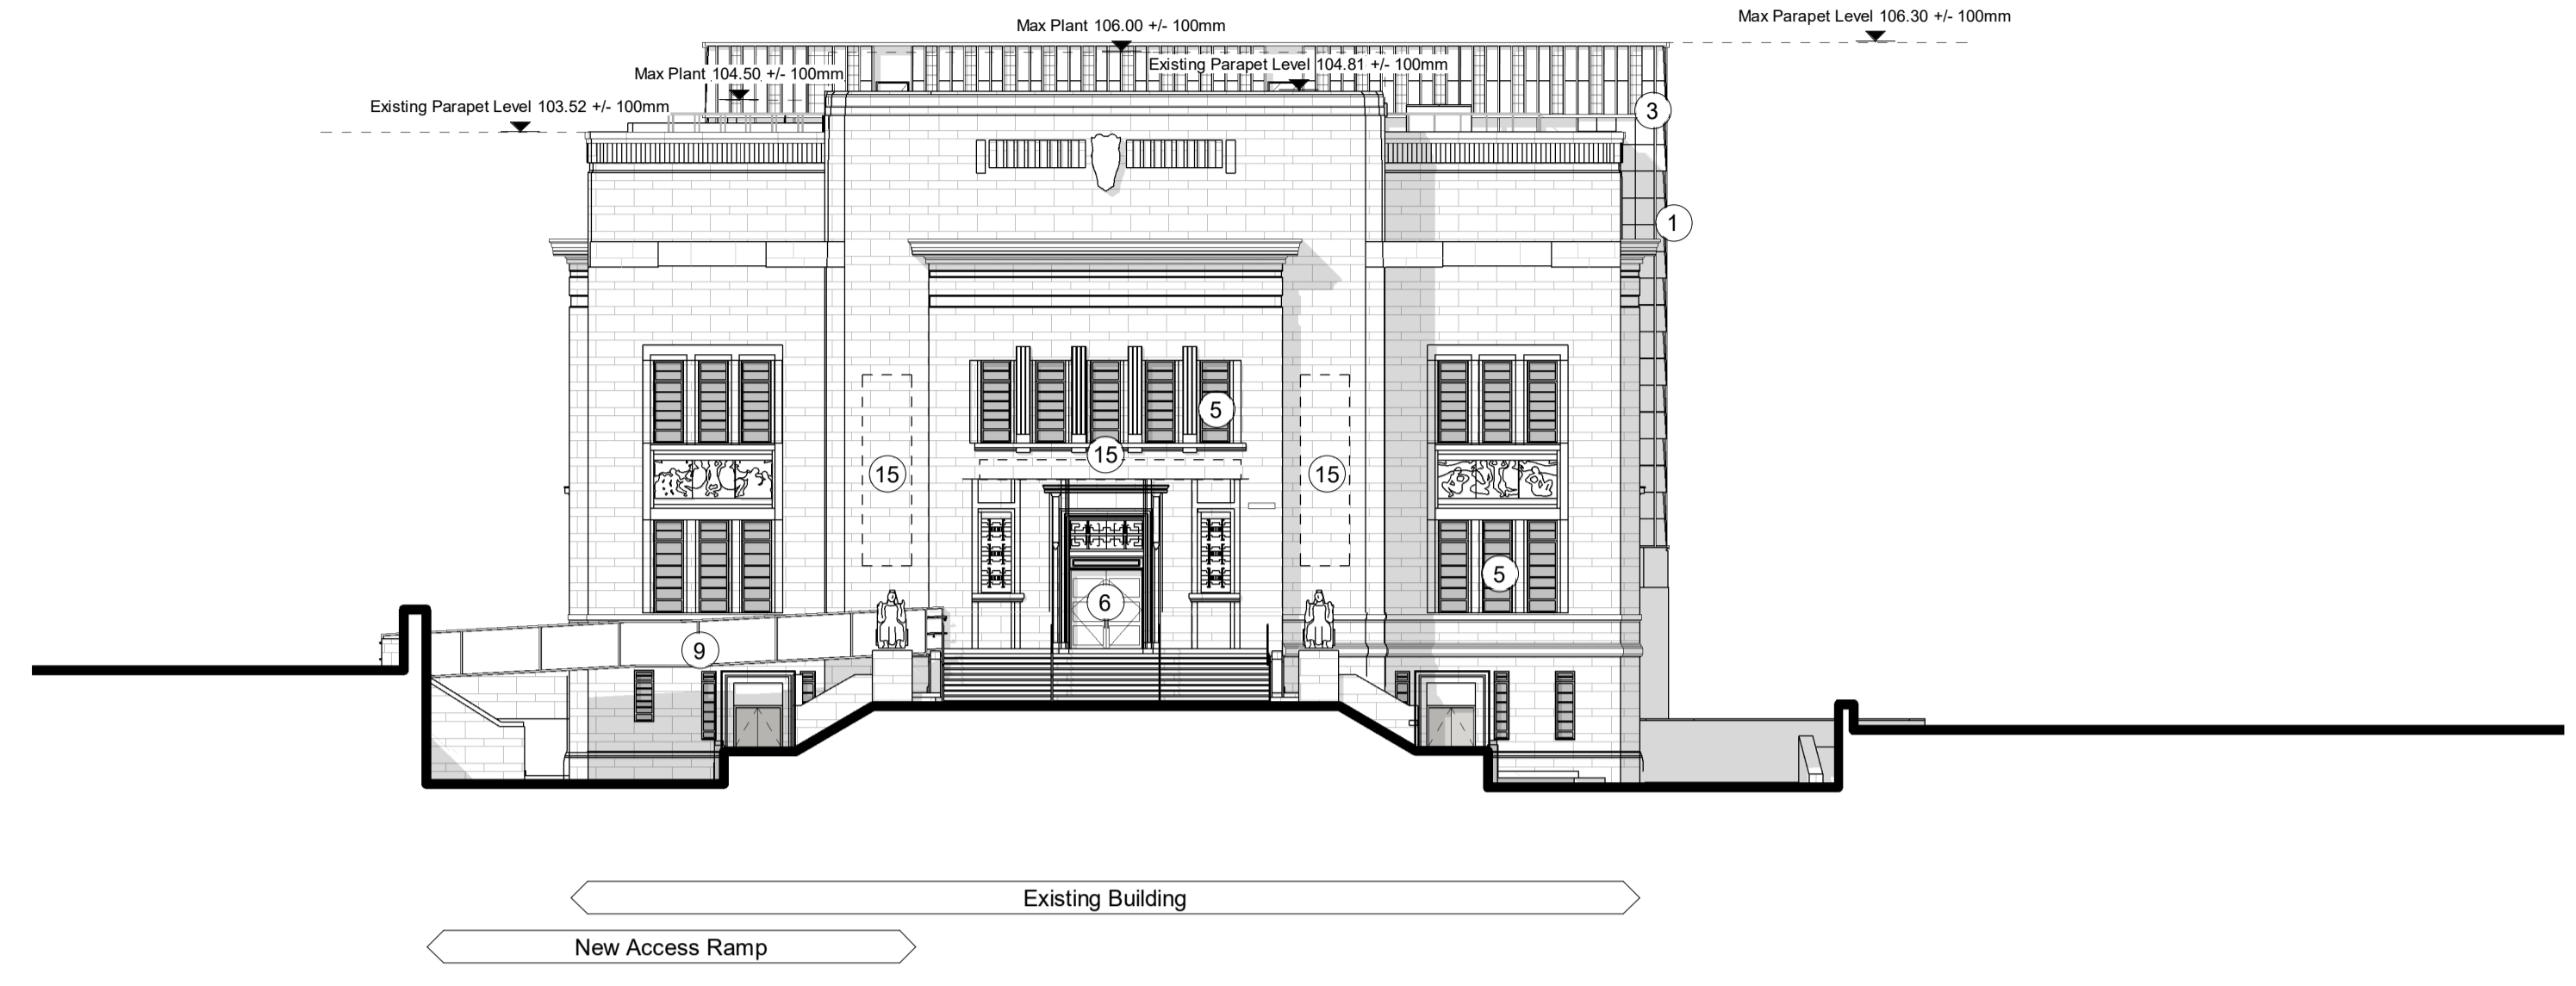 Max Parapet Level 106.30 +/- 100mm
Max Plant 106.00 +/- 100mm
Existing Parapet Level 104.81 +/- 100mm
Max Plant 104.50 +/- 100mm
Existing Parapet Level 103.52 +/- 100mm
3
1
5
15
15
15
5
6
9
Existing Building
New Access Ramp